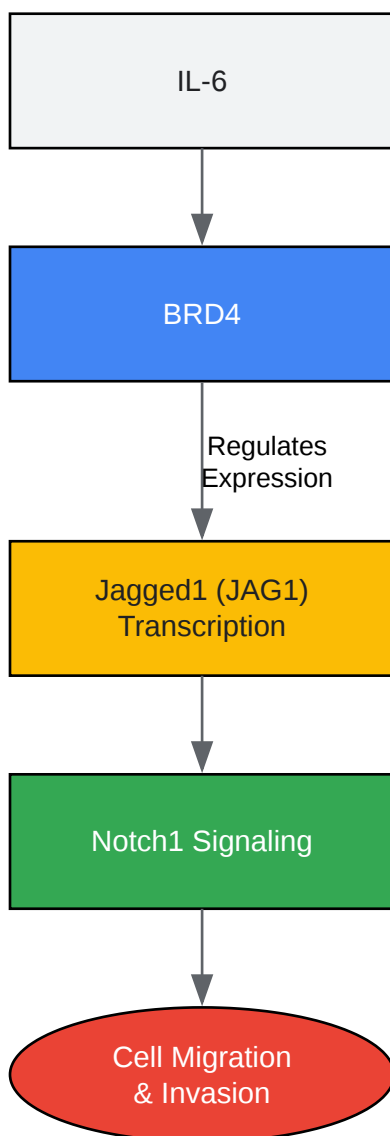 IL-6
BRD4
Regulates
Expression
Jagged1 (JAG1)
Transcription
Notch1 Signaling
Cell Migration
& Invasion